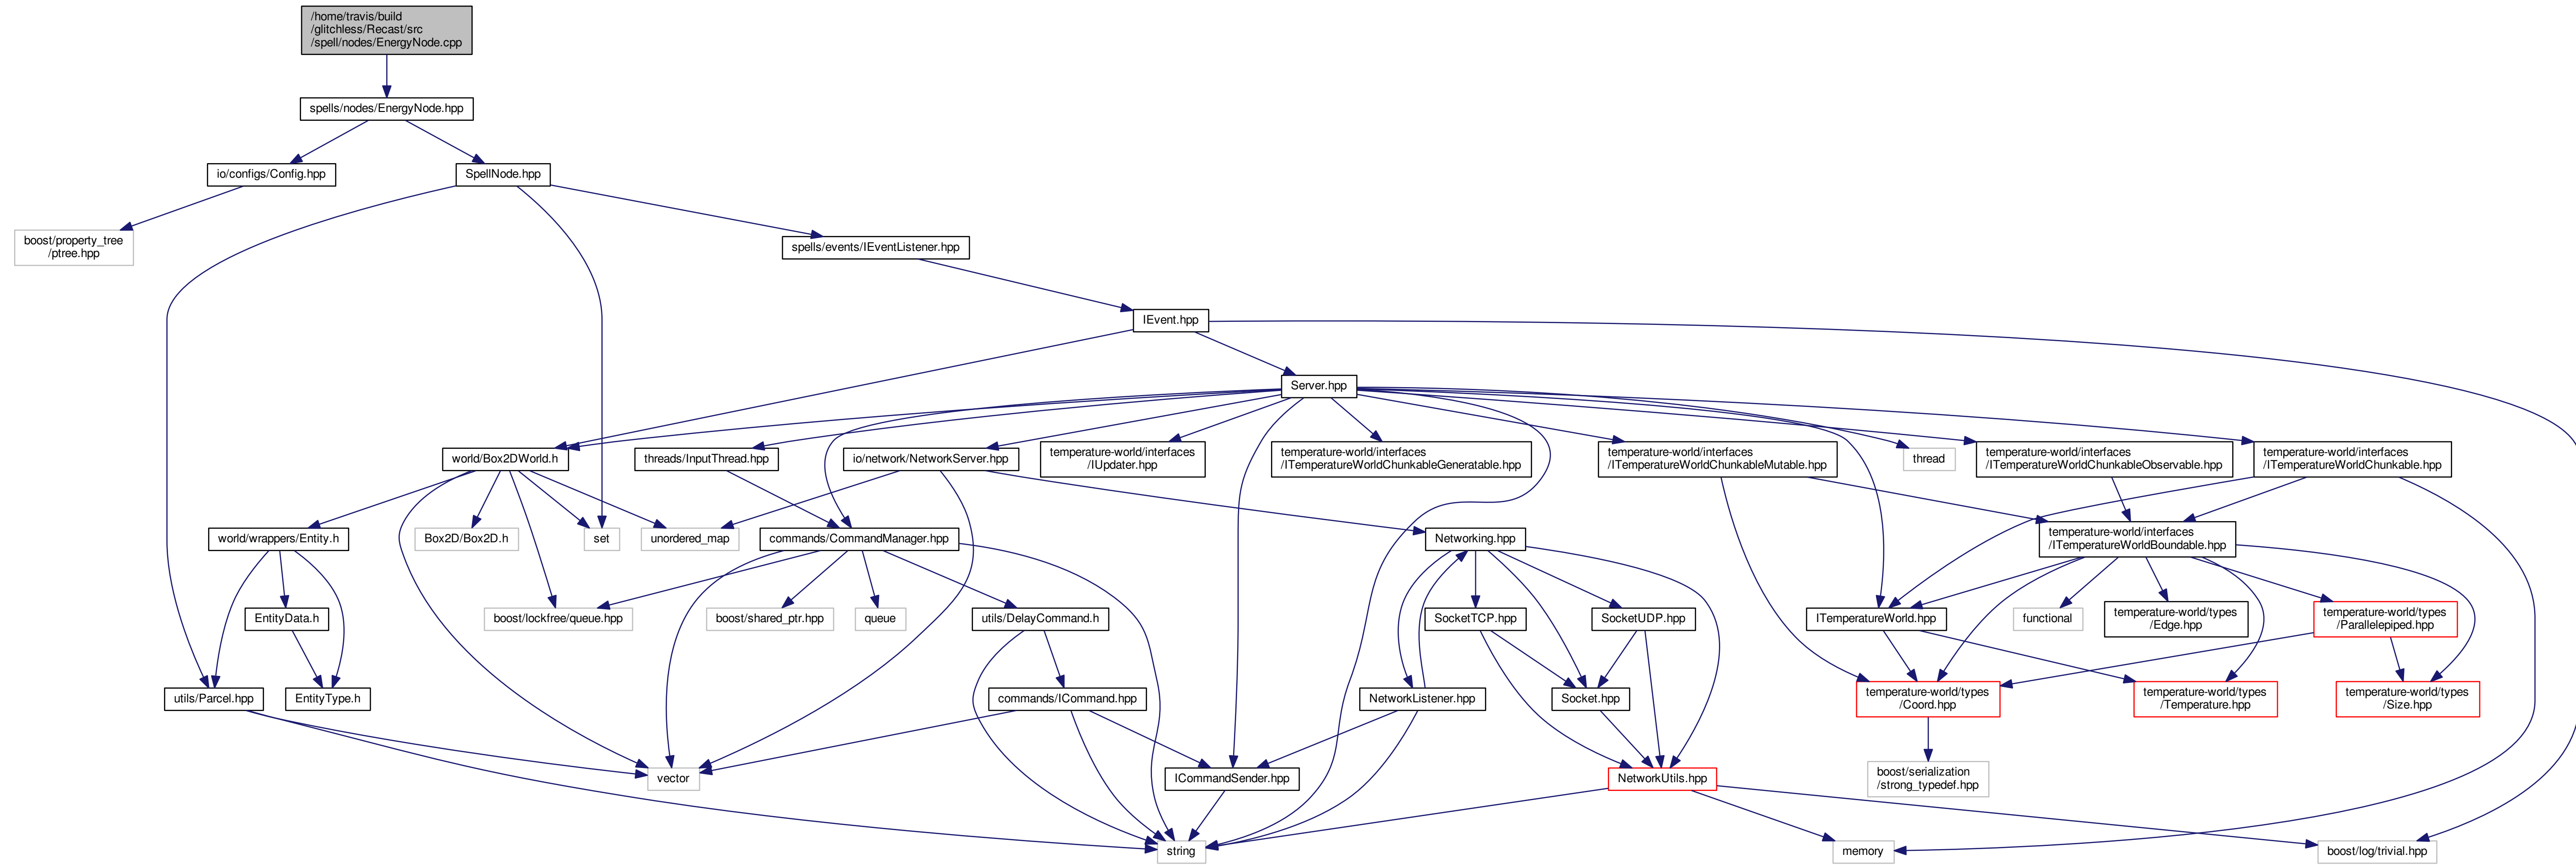 /home/travis/build
/glitchless/Recast/src
/spell/nodes/EnergyNode.cpp
spells/nodes/EnergyNode.hpp
io/configs/Config.hpp
SpellNode.hpp
boost/property_tree
/ptree.hpp
spells/events/IEventListener.hpp
IEvent.hpp
Server.hpp
world/Box2DWorld.h
threads/InputThread.hpp
io/network/NetworkServer.hpp
temperature-world/interfaces
/IUpdater.hpp
temperature-world/interfaces
/ITemperatureWorldChunkableGeneratable.hpp
temperature-world/interfaces
/ITemperatureWorldChunkableMutable.hpp
thread
temperature-world/interfaces
/ITemperatureWorldChunkableObservable.hpp
temperature-world/interfaces
/ITemperatureWorldChunkable.hpp
world/wrappers/Entity.h
Box2D/Box2D.h
set
unordered_map
commands/CommandManager.hpp
Networking.hpp
temperature-world/interfaces
/ITemperatureWorldBoundable.hpp
EntityData.h
boost/lockfree/queue.hpp
boost/shared_ptr.hpp
queue
utils/DelayCommand.h
SocketTCP.hpp
SocketUDP.hpp
ITemperatureWorld.hpp
functional
temperature-world/types
/Edge.hpp
temperature-world/types
/Parallelepiped.hpp
utils/Parcel.hpp
EntityType.h
commands/ICommand.hpp
NetworkListener.hpp
Socket.hpp
temperature-world/types
/Coord.hpp
temperature-world/types
/Temperature.hpp
temperature-world/types
/Size.hpp
vector
ICommandSender.hpp
NetworkUtils.hpp
boost/serialization
/strong_typedef.hpp
string
memory
boost/log/trivial.hpp